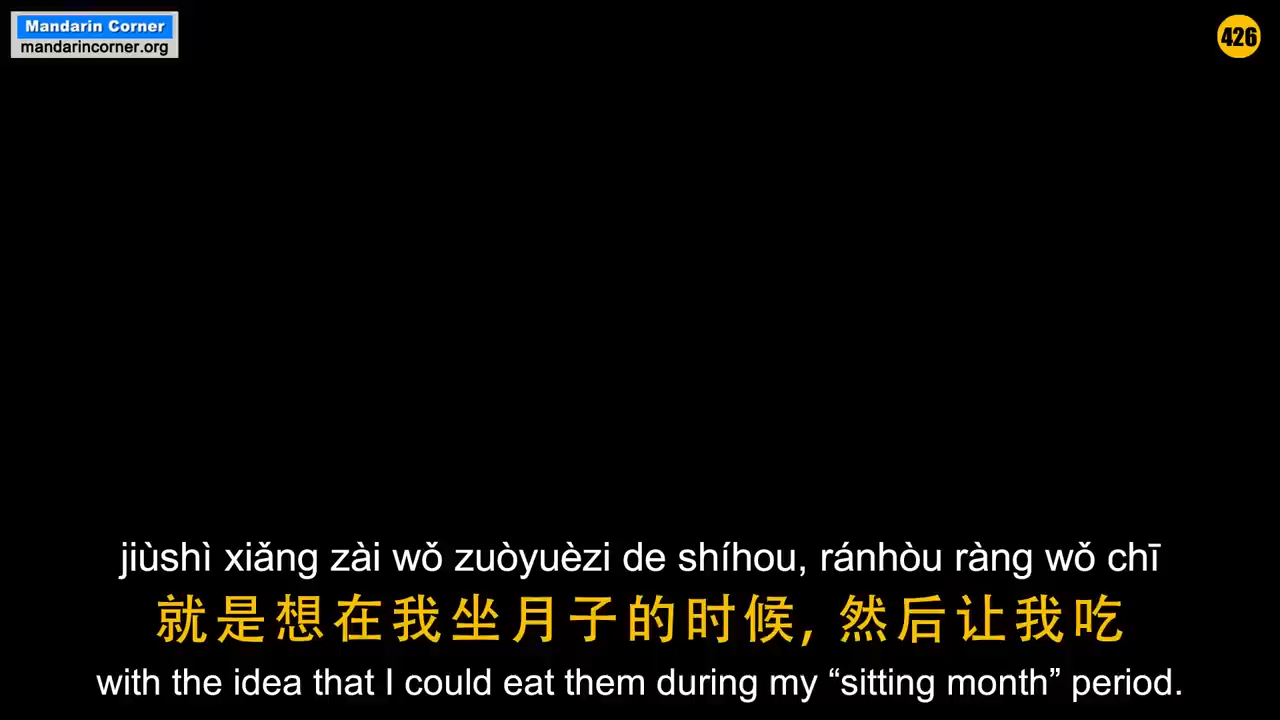 Mandarin Corner
mandarincorner.org
426
jiùshì xiǎng zài wǒ zuòyuèzi de shíhou, ránhòu ràng wǒ chī
就是想在我坐月子的时候, 然后让我吃
with the idea that I could eat them during my “sitting month” period.